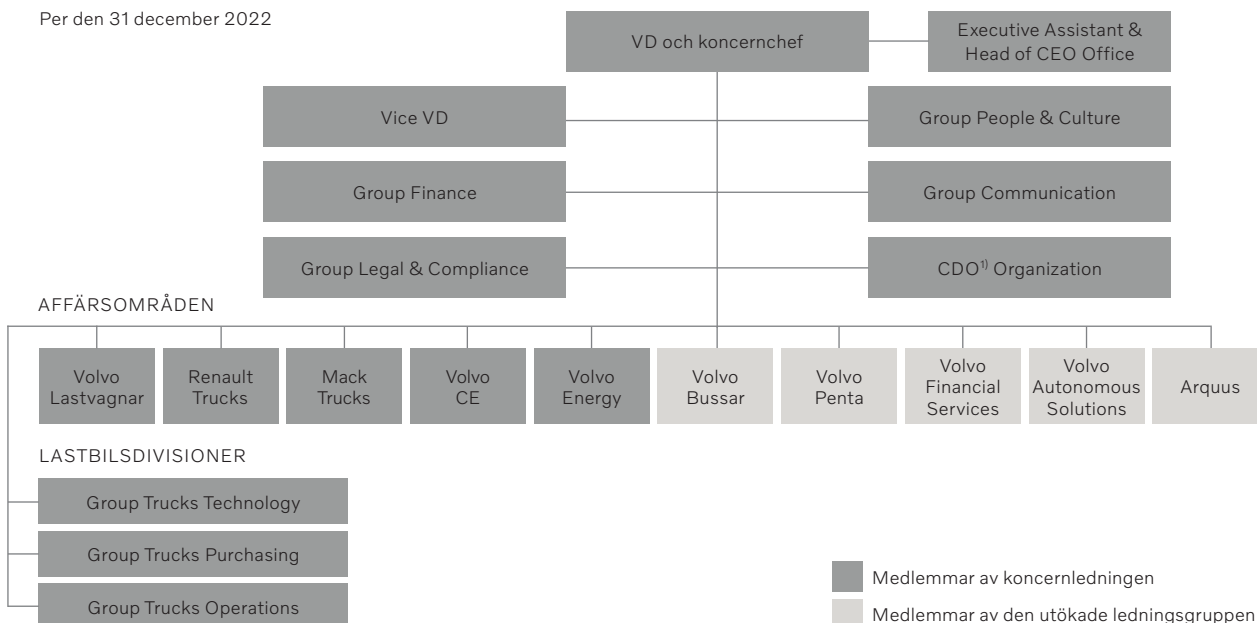 Per den 31 december 2022
VD och koncernchef
Executive Assistant &
Head of CEO Office
Vice VD
Group People & Culture
Group Finance
Group Communication
Group Legal & Compliance
CDO¹⁾ Organization
AFFÄRSOMRÅDEN
Volvo
Lastvagnar
Renault
Trucks
Mack
Trucks
Volvo
CE
Volvo
Energy
Volvo
Bussar
Volvo
Penta
Volvo
Financial
Services
Volvo
Autonomous
Solutions
Arquus
LASTBILSDIVISIONER
Group Trucks Technology
Group Trucks Purchasing
Group Trucks Operations
Medlemmar av koncernledningen
Medlemmar av den utökade ledningsgruppen